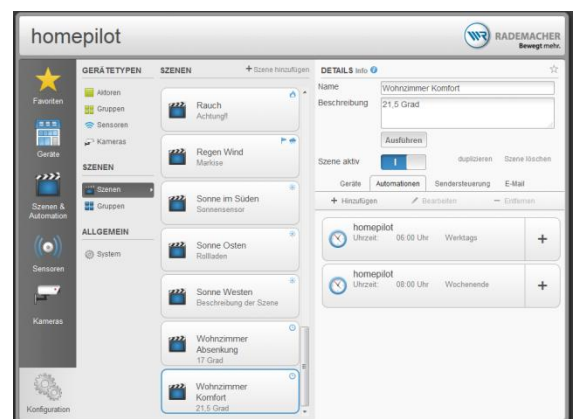 homepilot
RADEMACHER
Bewegt mehr.
Favoriten
Geräte
Szenen &
Automation
Sensoren
Kameras
Konfiguration
GERÄTETYPEN
Aktoren
Gruppen
Sensoren
Kameras
SZENEN
Szenen
Gruppen
ALLGEMEIN
System
SZENEN
+ Szene hinzufügen
Rauch
Achtung!!
Regen Wind
Markise
Sonne im Süden
Sonnensensor
Sonne Osten
Rollladen
Sonne Westen
Beschreibung der Szene
Wohnzimmer
Absenkung
17 Grad
Wohnzimmer
Komfort
21,5 Grad
DETAILS Info
Name Wohnzimmer Komfort
Beschreibung 21,5 Grad
Ausführen
Szene aktiv duplizieren Szene löschen
Geräte Automationen Sendersteuerung E-Mail
+ Hinzufügen Bearbeiten − Entfernen
homepilot
Uhrzeit: 06:00 Uhr Werktags
homepilot
Uhrzeit: 08:00 Uhr Wochenende